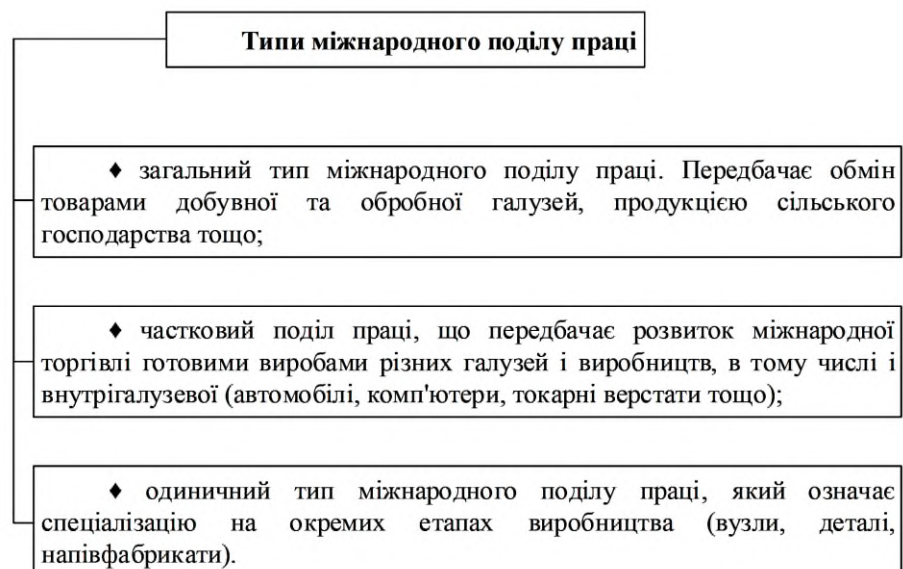 Типи міжнародного поділу праці
♦ загальний тип міжнародного поділу праці. Передбачає обмін
товарами добувної та обробної галузей, продукцією сільського
господарства тощо;
♦ частковий поділ праці, що передбачає розвиток міжнародної
торгівлі готовими виробами різних галузей і виробництв, в тому числі і
внутрігалузевої (автомобілі, комп'ютери, токарні верстати тощо);
♦ одиничний тип міжнародного поділу праці, який означає
спеціалізацію на окремих етапах виробництва (вузли, деталі,
напівфабрикати).